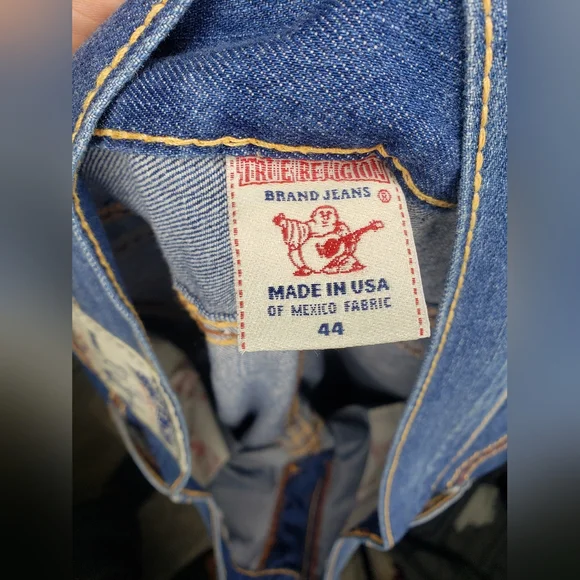 TRUE RELIGION
BRAND JEANS ®
MADE IN USA
OF MEXICO FABRIC
44